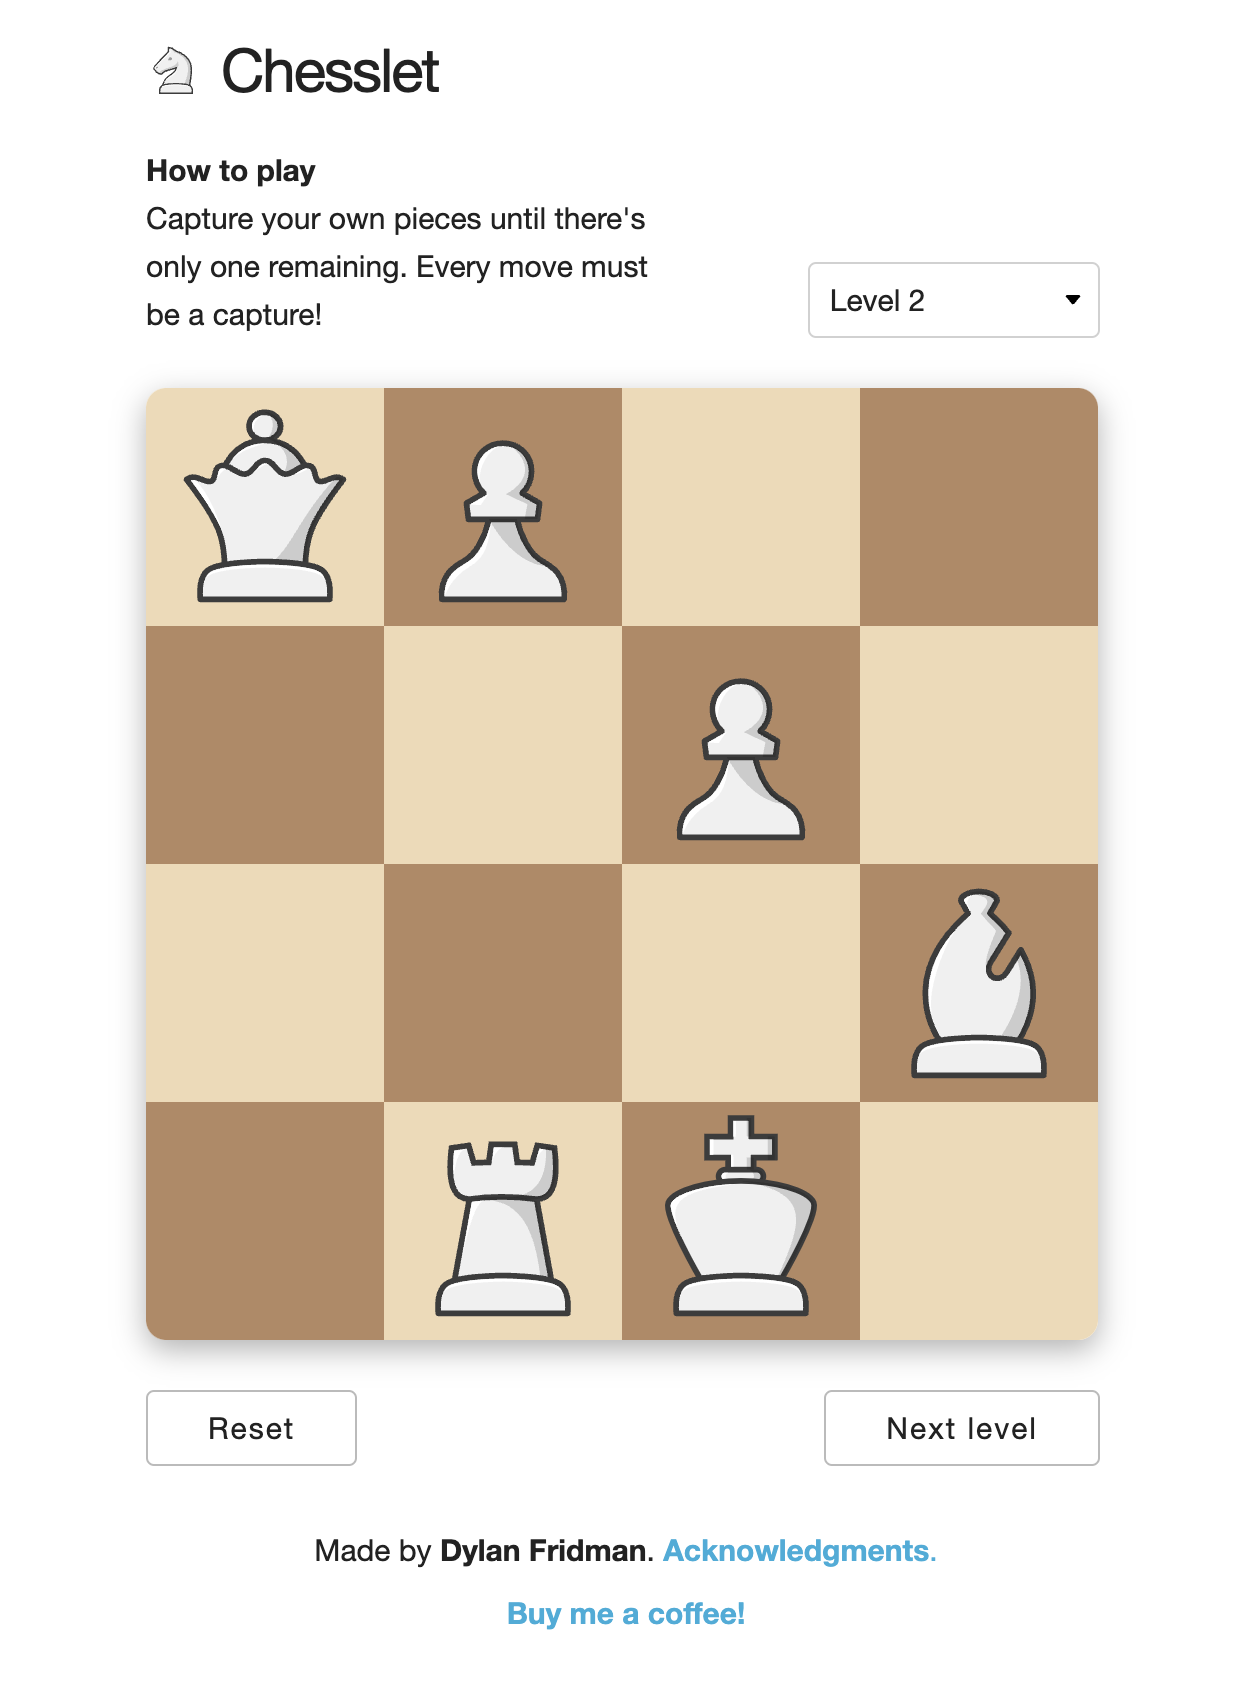 Chesslet
How to play
Capture your own pieces until there's
only one remaining. Every move must
be a capture!
Level 2
Reset
Next level
Made by Dylan Fridman. Acknowledgments.
Buy me a coffee!